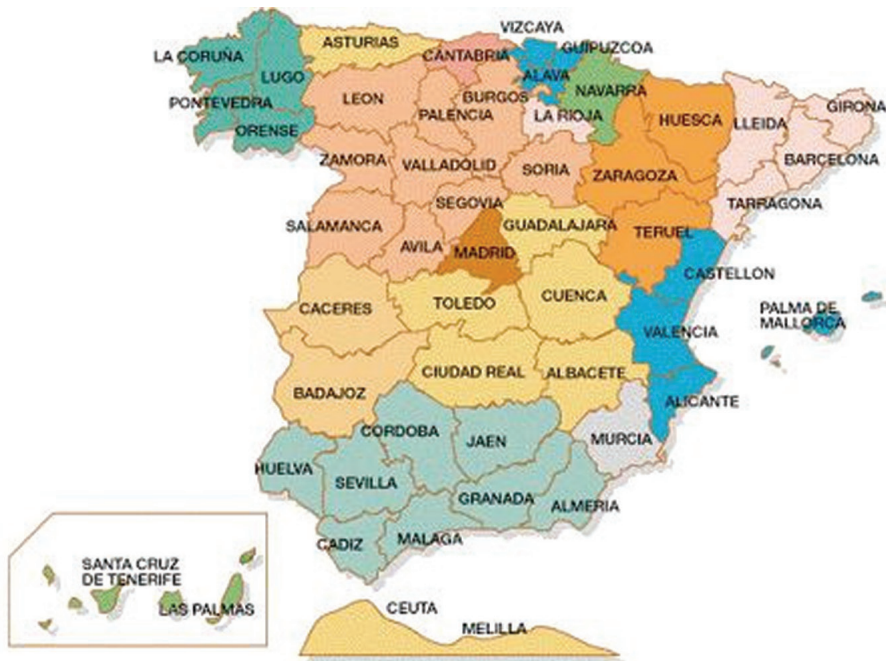 VIZCAYA
ASTURIAS
GUIPUZCOA
LA CORUÑA
CANTABRIA
LUGO
ALAVA
NAVARRA
LEON
BURGOS
PONTEVEDRA
PALENCIA
LA RIOJA
HUESCA
LLEIDA
GIRONA
ORENSE
ZAMORA
VALLADOLID
SORIA
ZARAGOZA
BARCELONA
SEGOVIA
TARRAGONA
SALAMANCA
AVILA
MADRID
GUADALAJARA
TERUEL
CASTELLON
CACERES
TOLEDO
CUENCA
PALMA DE
MALLORCA
VALENCIA
BADAJOZ
CIUDAD REAL
ALBACETE
ALICANTE
CORDOBA
JAEN
MURCIA
HUELVA
SEVILLA
GRANADA
ALMERIA
CADIZ
MALAGA
SANTA CRUZ
DE TENERIFE
LAS PALMAS
CEUTA
MELILLA